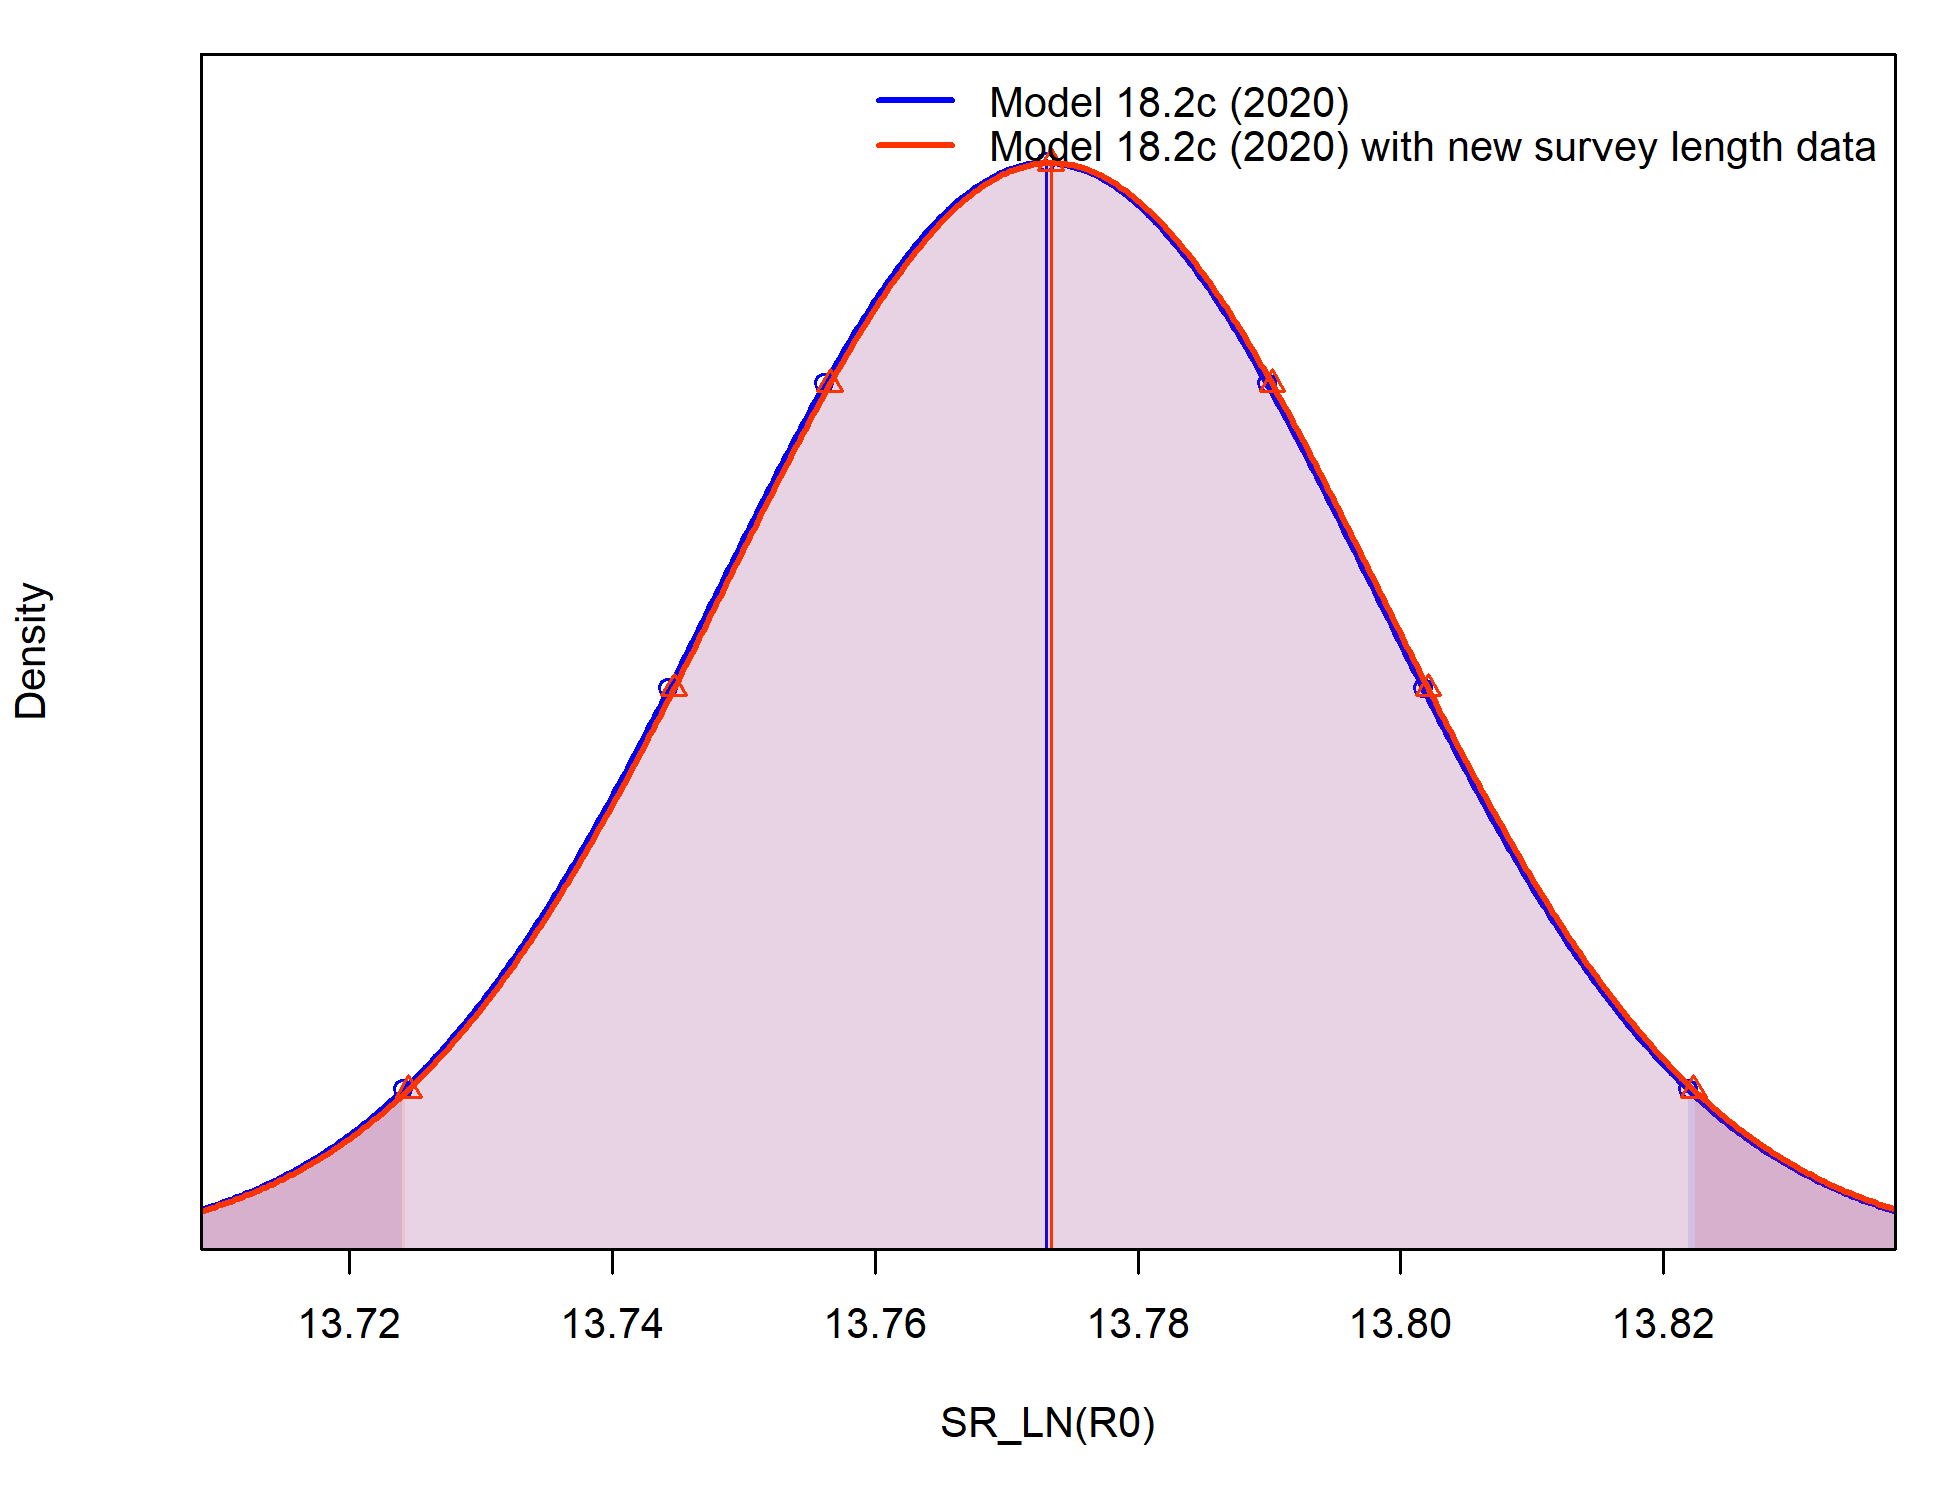 Model 18.2c (2020)
Model 18.2c (2020) with new survey length data
Density
13.72 13.74 13.76 13.78 13.80 13.82
SR_LN(R0)